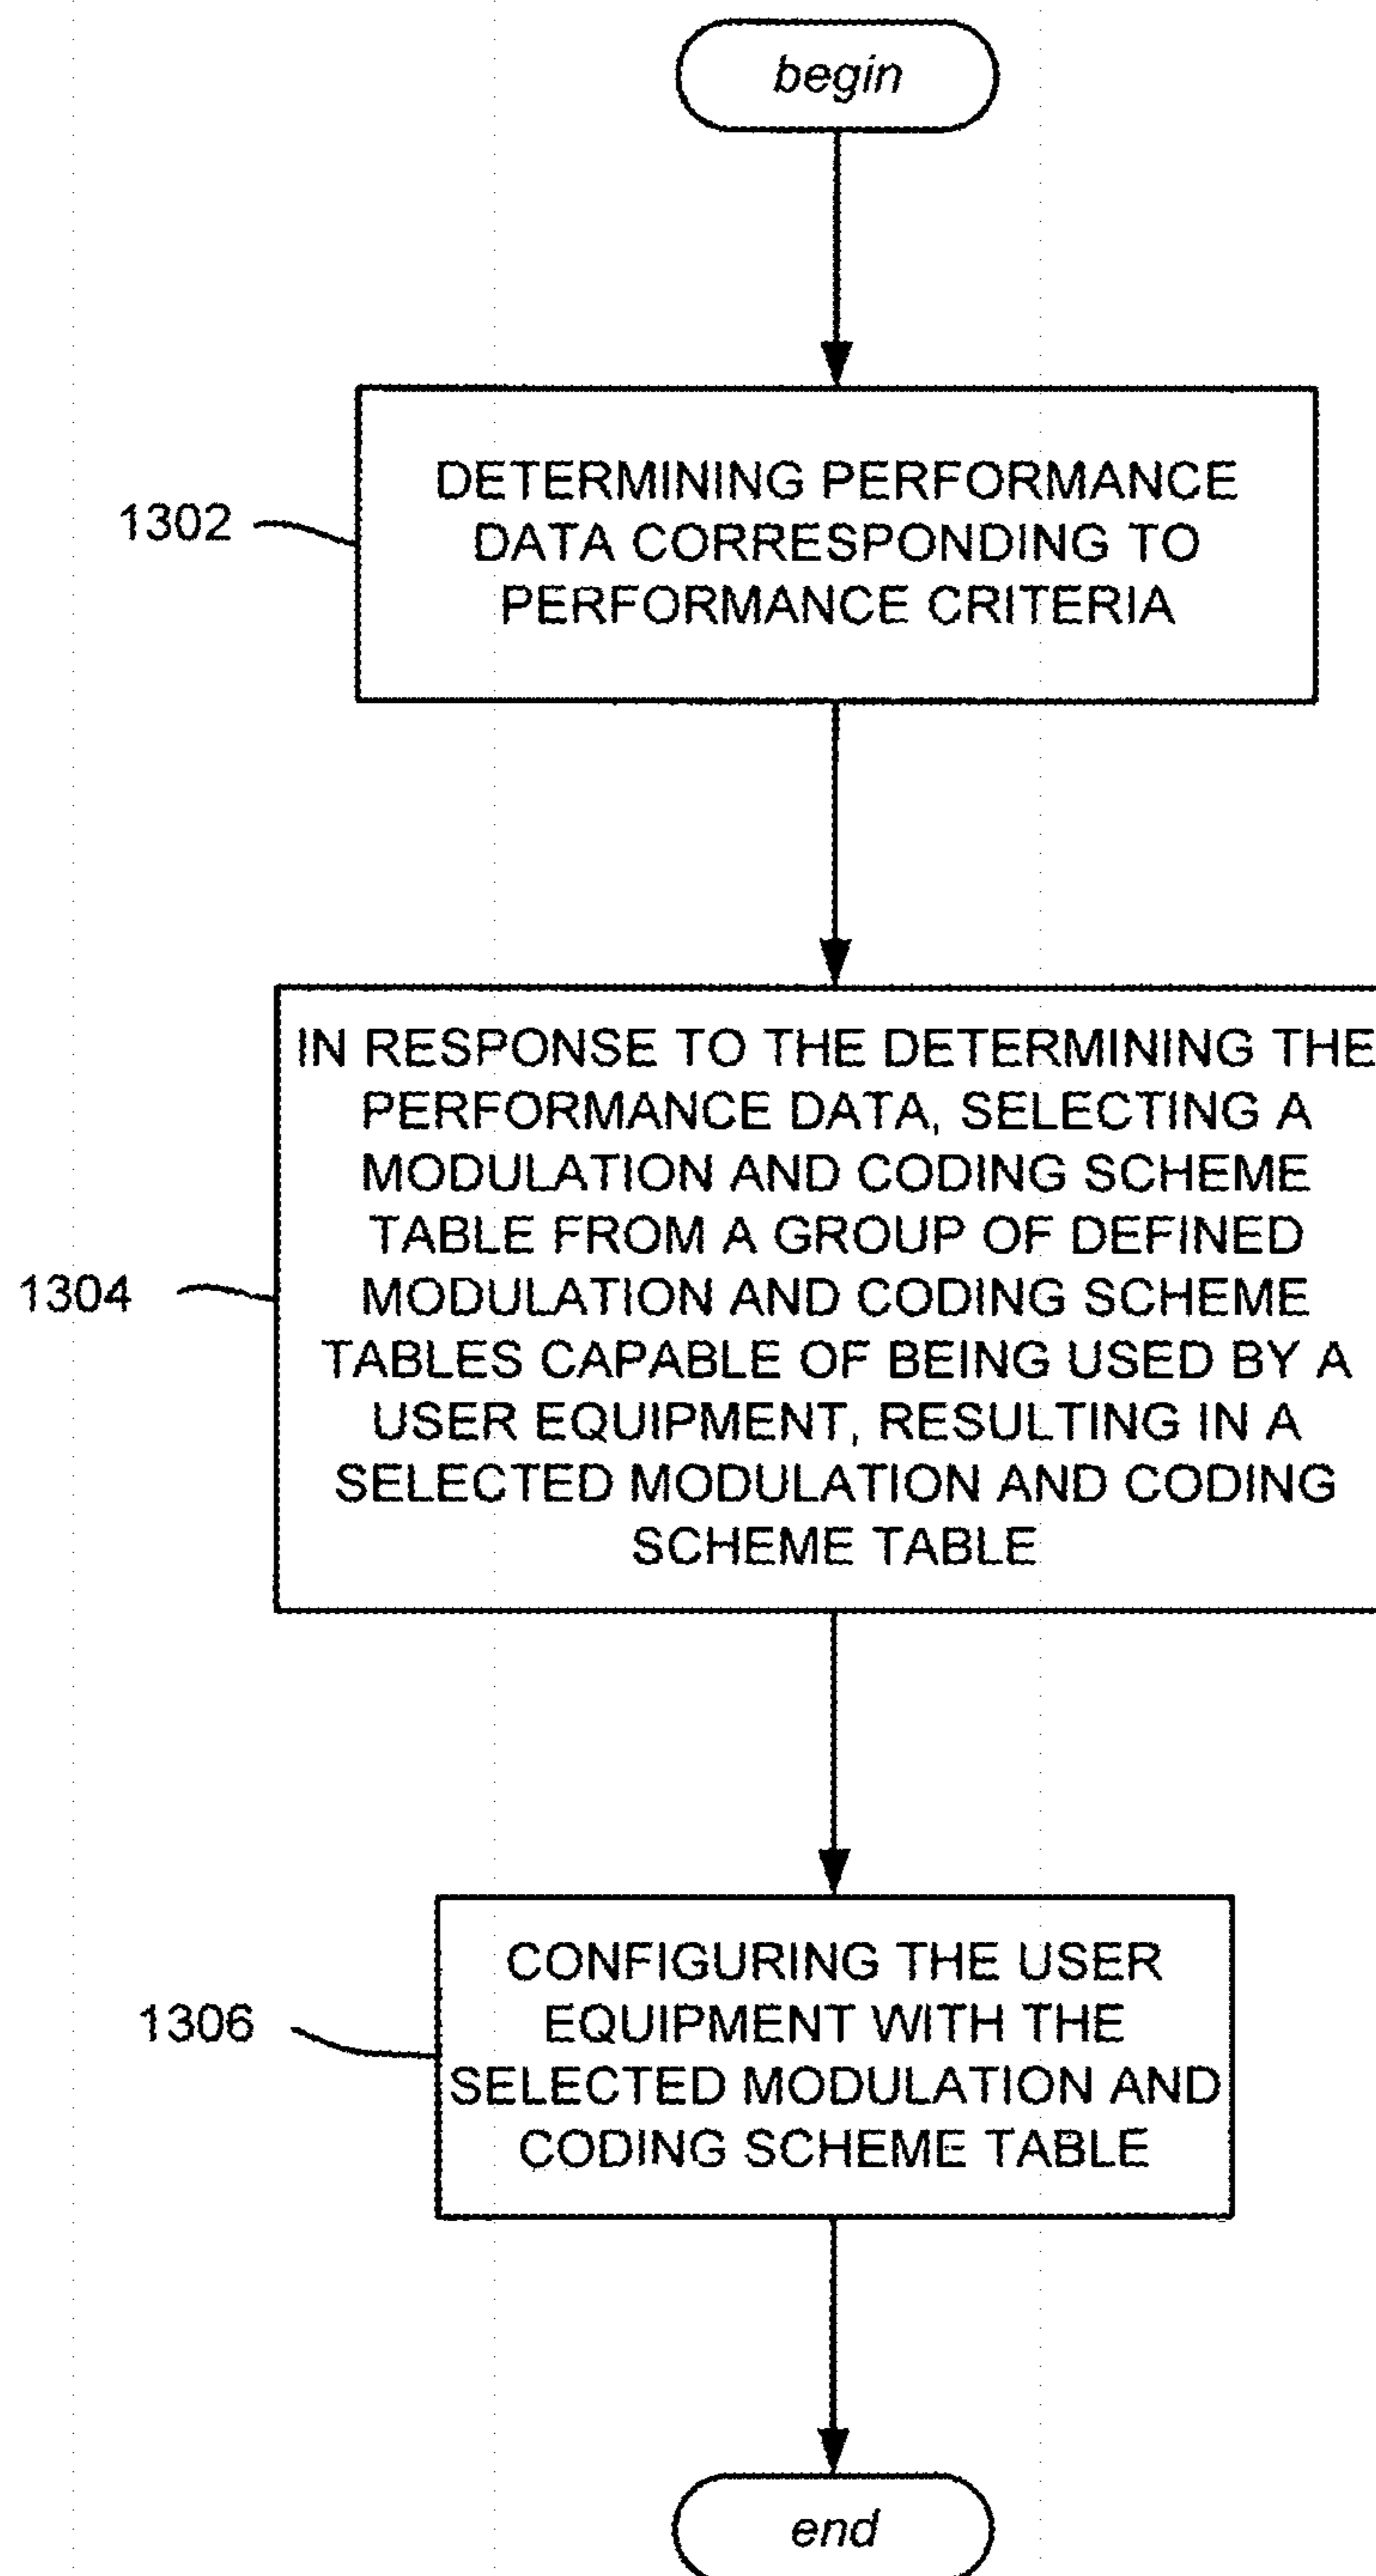 begin
1302
DETERMINING PERFORMANCE
DATA CORRESPONDING TO
PERFORMANCE CRITERIA
1304
IN RESPONSE TO THE DETERMINING THE
PERFORMANCE DATA, SELECTING A
MODULATION AND CODING SCHEME
TABLE FROM A GROUP OF DEFINED
MODULATION AND CODING SCHEME
TABLES CAPABLE OF BEING USED BY A
USER EQUIPMENT, RESULTING IN A
SELECTED MODULATION AND CODING
SCHEME TABLE
1306
CONFIGURING THE USER
EQUIPMENT WITH THE
SELECTED MODULATION AND
CODING SCHEME TABLE
end